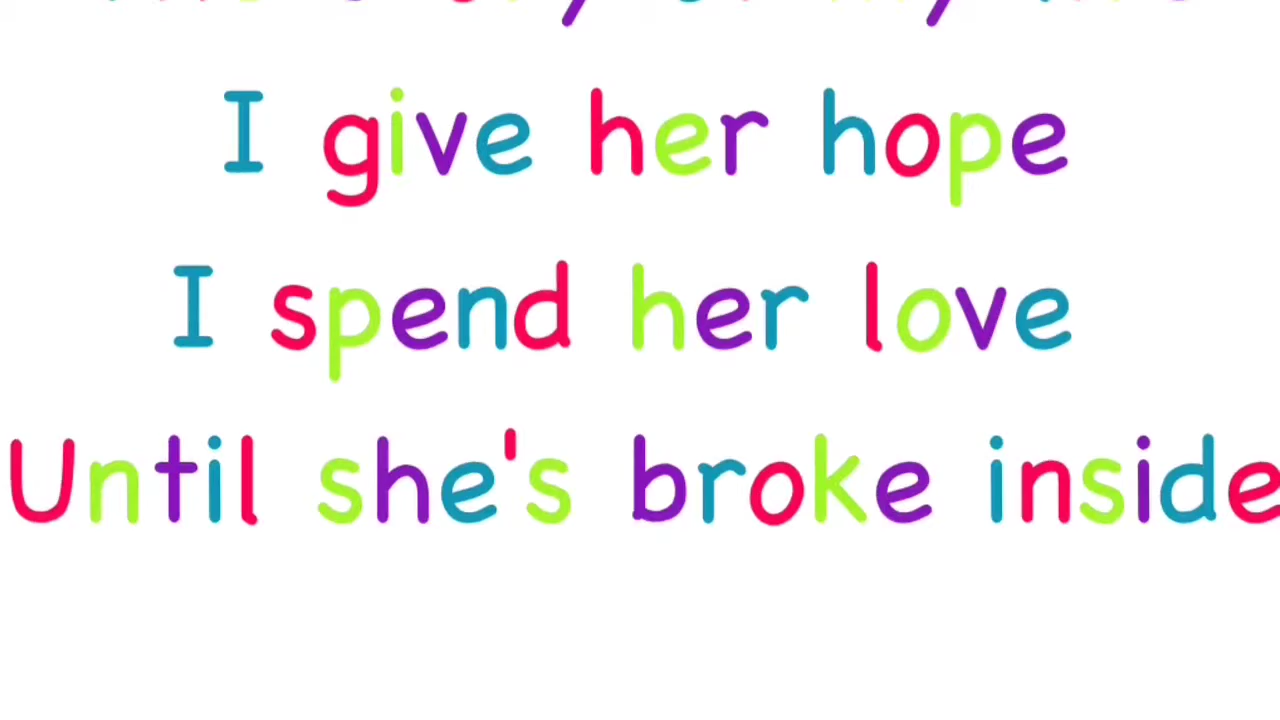 I give her hope
I spend her love
Until she's broke inside